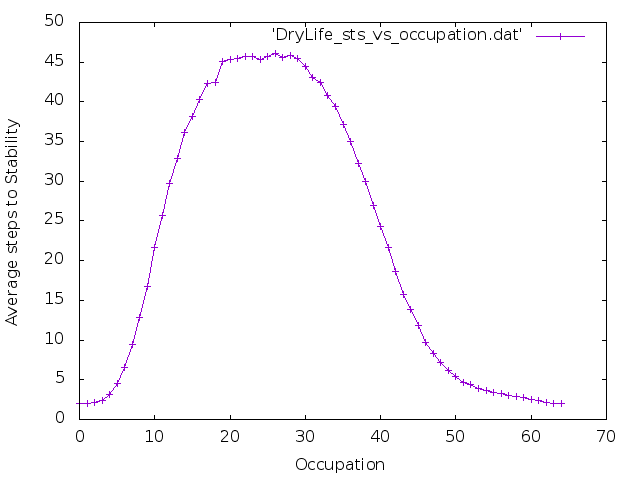 'DryLife_sts_vs_occupation.dat'
Average steps to Stability
50
45
40
35
30
25
20
15
10
5
0
0 10 20 30 40 50 60 70
Occupation